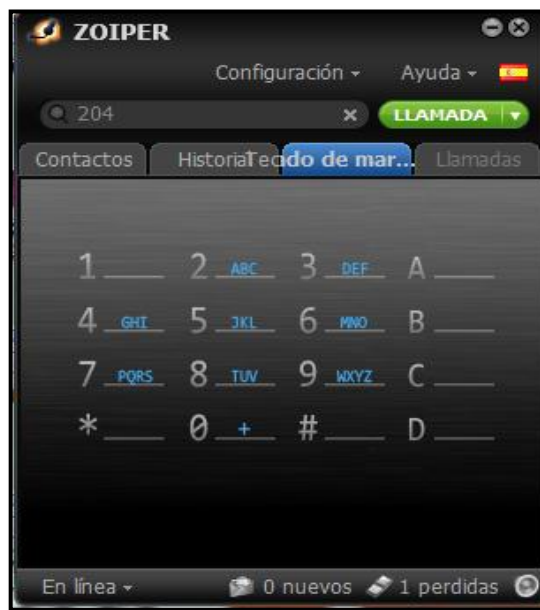 ZOIPER
Configuración Ayuda
204 LLAMADA
Contactos Historial Teclado de mar... Llamadas
1 2 ABC 3 DEF A
4 GHI 5 JKL 6 MNO B
7 PQRS 8 TUV 9 WXYZ C
* 0 + # D
En línea 0 nuevos 1 perdidas